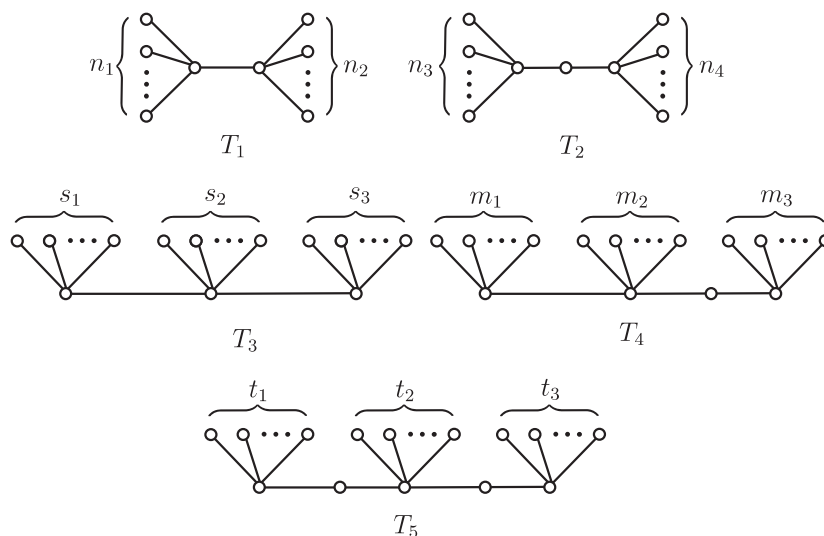 n₁ n₂ n₃ n₄
T₁ T₂
s₁ s₂ s₃ m₁ m₂ m₃
T₃ T₄
t₁ t₂ t₃
T₅